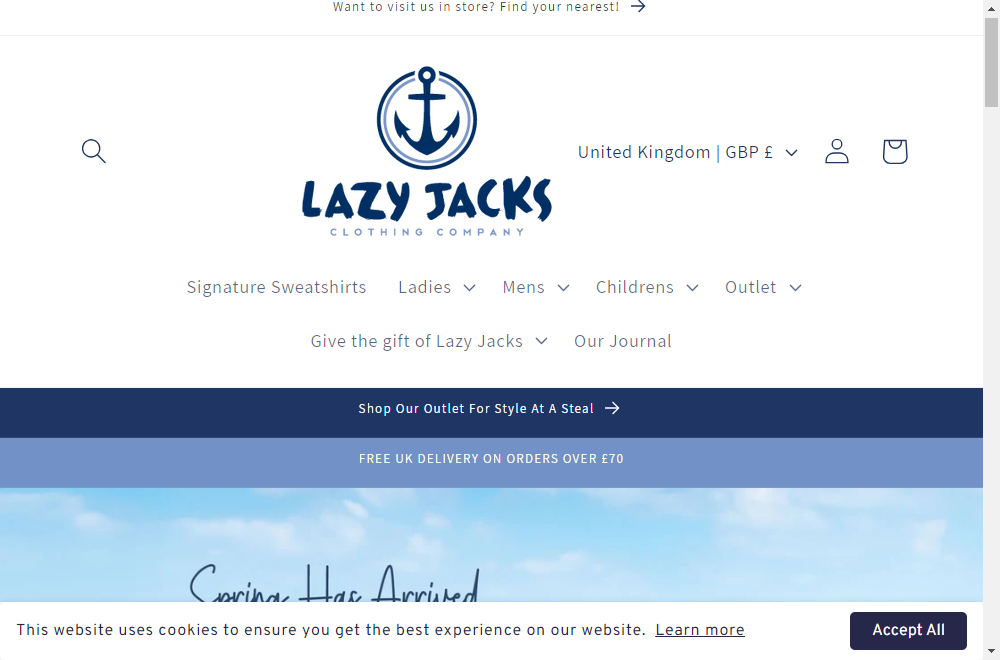 Want to visit us in store? Find your nearest!
LAZY JACKS
CLOTHING COMPANY
United Kingdom | GBP £
Signature Sweatshirts Ladies Mens Childrens Outlet
Give the gift of Lazy Jacks Our Journal
Shop Our Outlet For Style At A Steal
FREE UK DELIVERY ON ORDERS OVER £70
Spring Has Arrived
This website uses cookies to ensure you get the best experience on our website. Learn more
Accept All